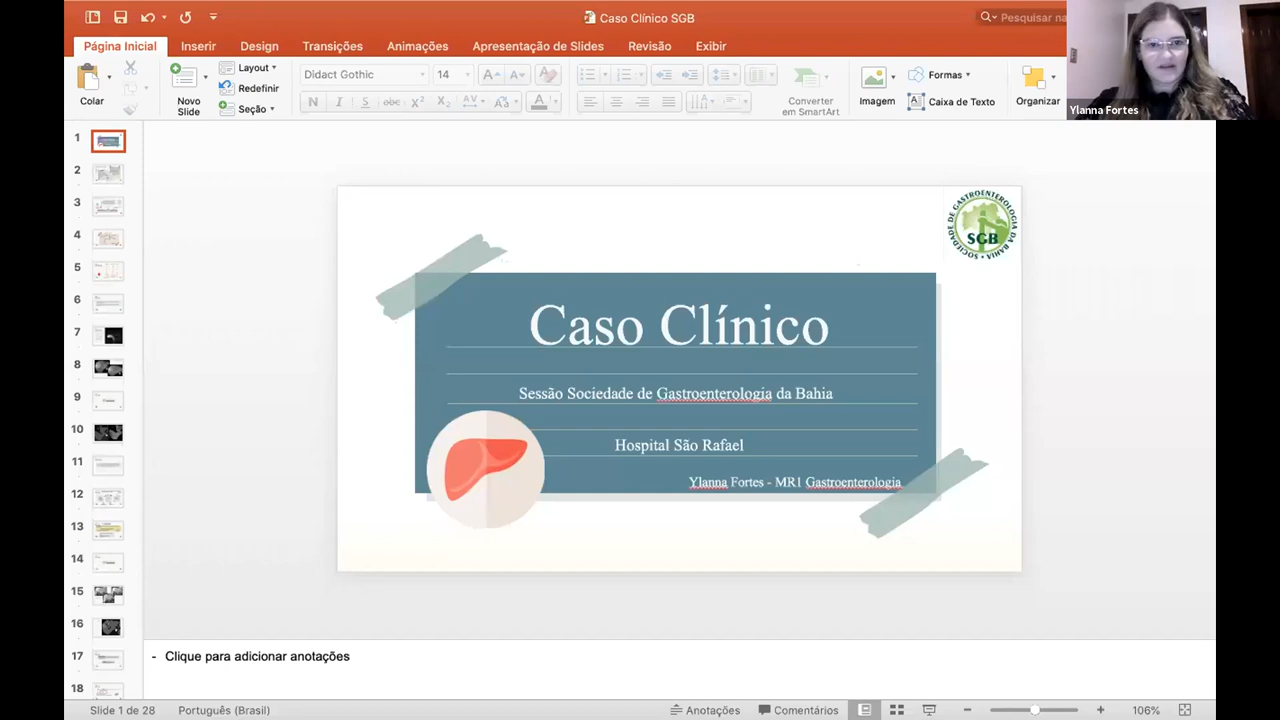 Caso Clínico SGB
Pesquisar na
Página Inicial
Inserir
Design
Transições
Animações
Apresentação de Slides
Revisão
Exibir
Colar
Novo
Slide
Layout
Redefinir
Seção
Didact Gothic
14
Converter
em SmartArt
Imagem
Formas
Caixa de Texto
Organizar
Ylanna Fortes
1
2
3
4
5
6
7
8
9
10
11
12
13
14
15
16
17
18
SOCIEDADE DE GASTROENTEROLOGIA DA BAHIA
SGB
Caso Clínico
Sessão Sociedade de Gastroenterologia da Bahia
Hospital São Rafael
Ylanna Fortes - MR1 Gastroenterologia
- Clique para adicionar anotações
Slide 1 de 28
Português (Brasil)
Anotações
Comentários
106%